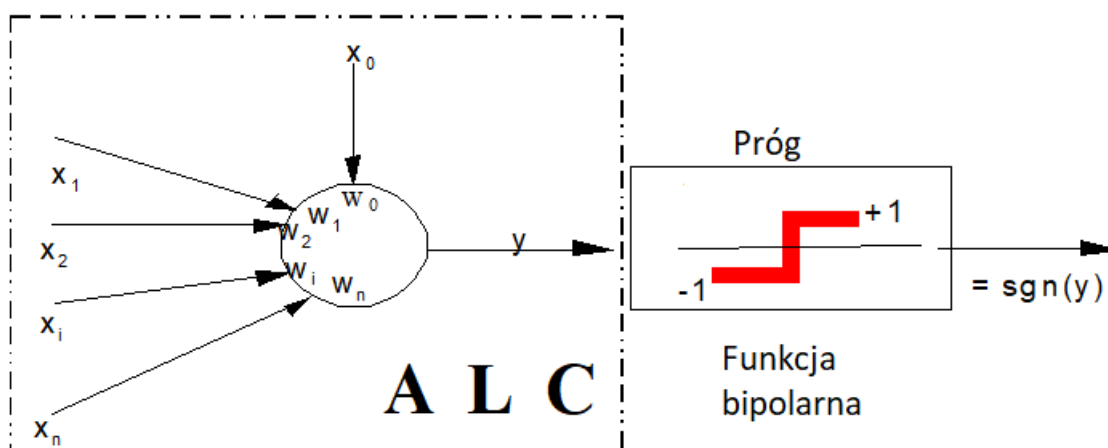 x₀
x₁
x₂
xᵢ
xₙ
w₀
w₁
w₂
wᵢ
wₙ
y
A L C
Próg
+1
-1
= sgn(y)
Funkcja
bipolarna